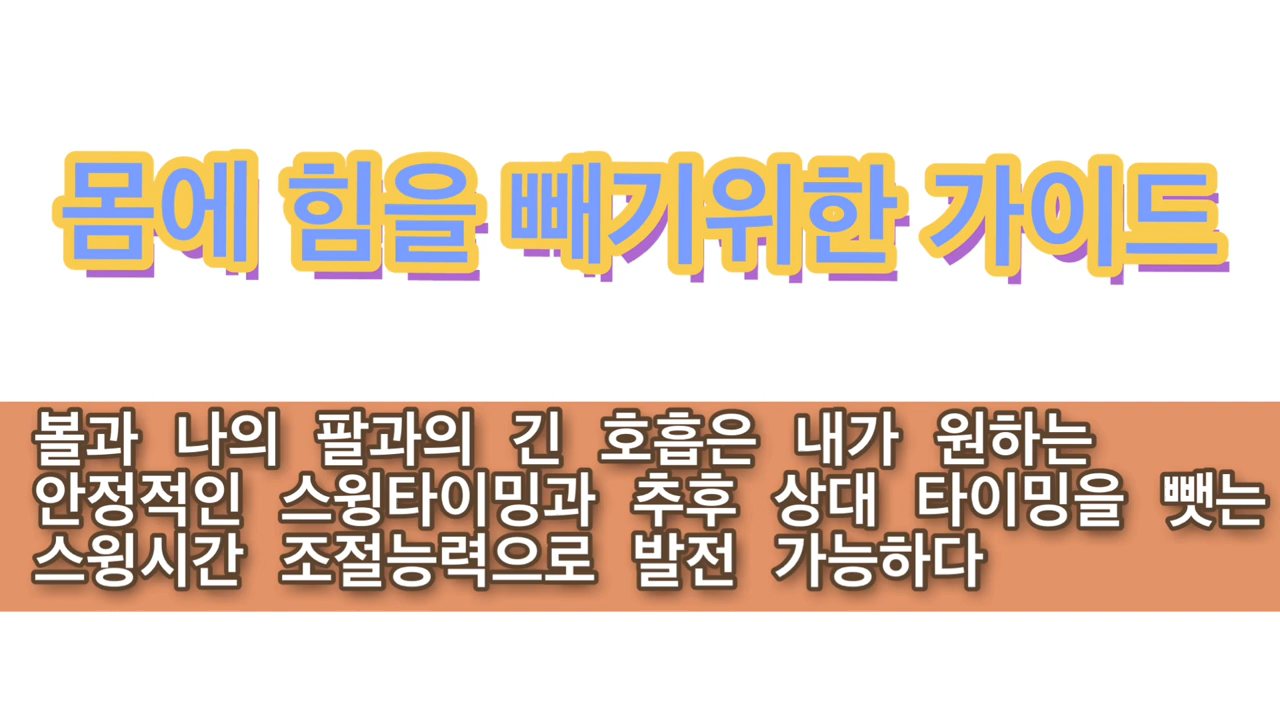 몸에 힘을 빼기위한 가이드
볼과 나의 팔과의 긴 호흡은 내가 원하는
안정적인 스윙타이밍과 추후 상대 타이밍을 뺏는
스윙시간 조절능력으로 발전 가능하다